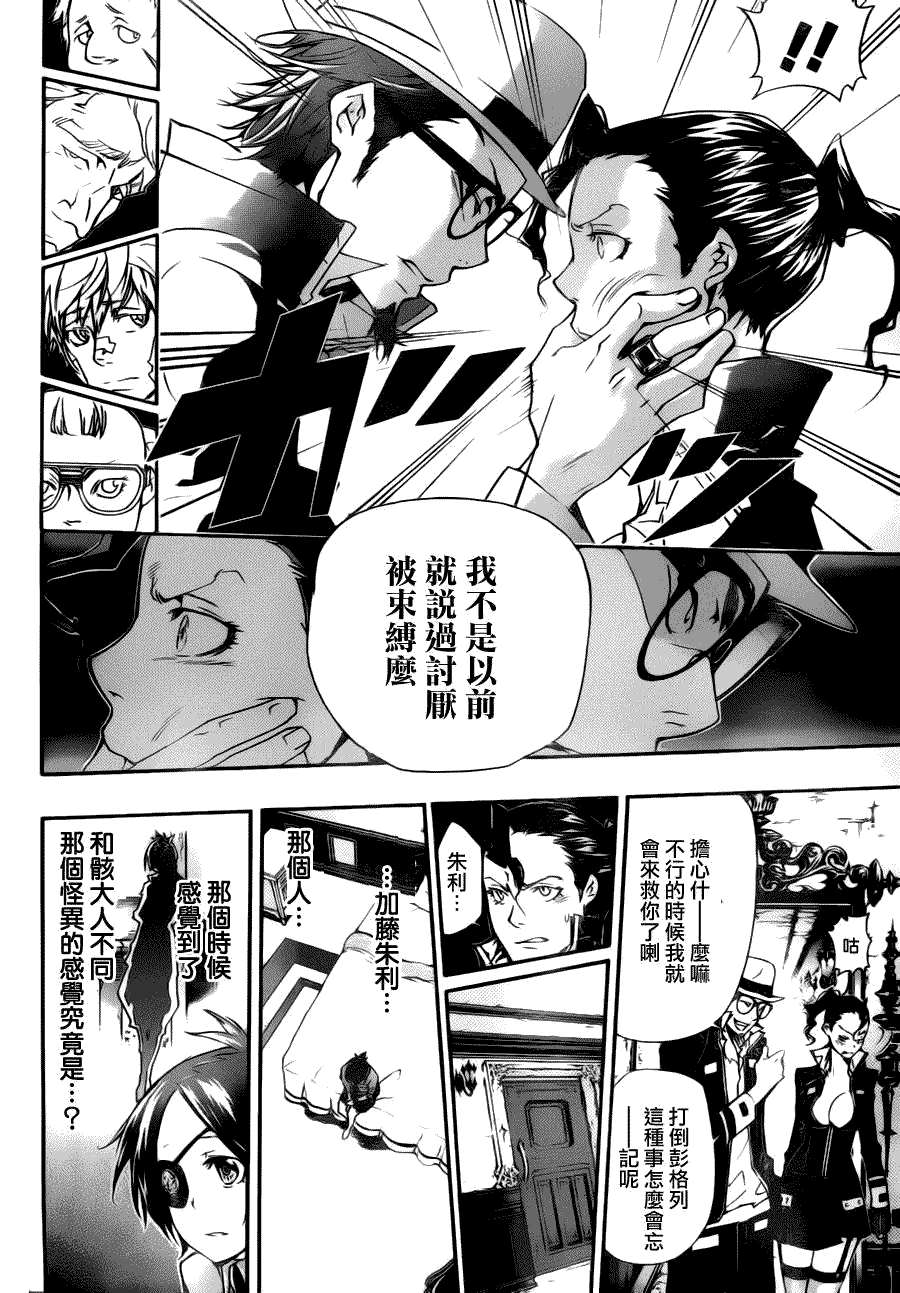 !!
ガッ
我不是以前
就說過討厭
被束縛麼
擔心什——麼嘛
不行的時候我就
會來救你了喇
咕
打倒彭格列
這種事怎麼會忘
——記呢
朱利…
…加藤朱利…
那個人…
那個時候
感覺到了
和骸大人不同
那個怪異的感覺究竟是…?